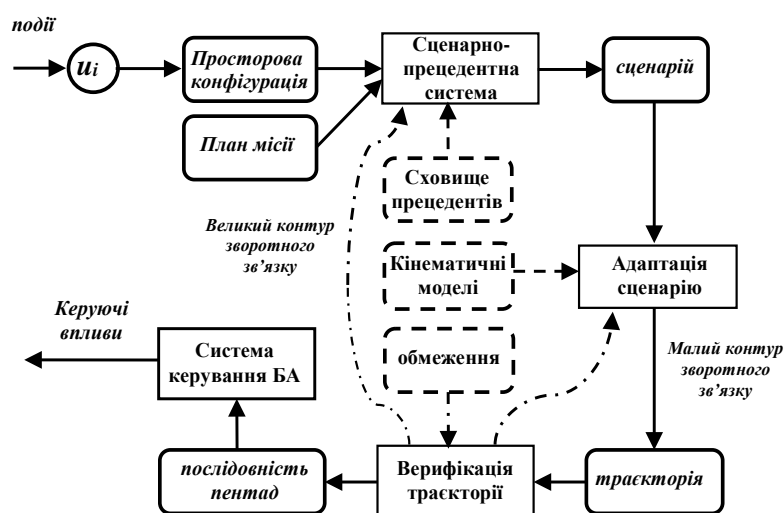 події
uᵢ
Просторова
конфігурація
План місії
Сценарно-
прецедентна
система
сценарій
Сховище
прецедентів
Великий контур
зворотного
зв’язку
Кінематичні
моделі
Адаптація
сценарію
Керуючі
впливи
Система
керування БА
обмеження
Малий контур
зворотного
зв’язку
послідовність
пентад
Верифікація
траєкторії
траєкторія